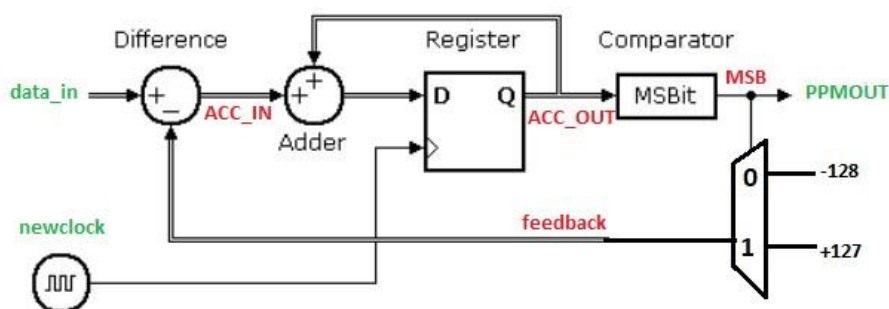 Difference
Register
Comparator
data_in
+
−
ACC_IN
+
+
Adder
D
Q
ACC_OUT
MSBit
MSB
PPMOUT
0
-128
newclock
feedback
1
+127